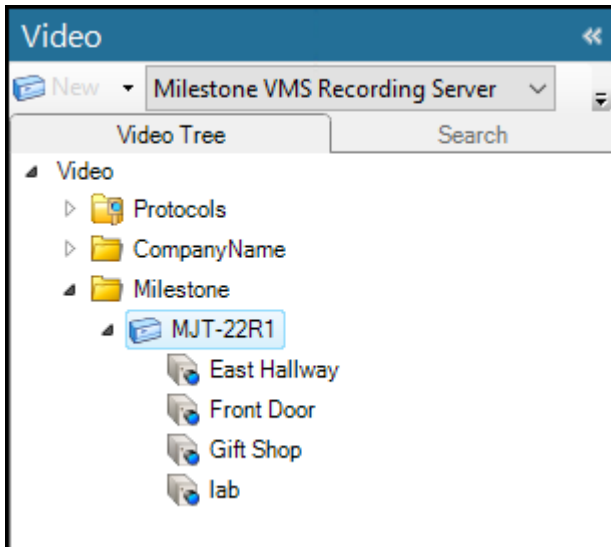 Video
New Milestone VMS Recording Server
Video Tree Search
Video
Protocols
CompanyName
Milestone
MJT-22R1
East Hallway
Front Door
Gift Shop
lab